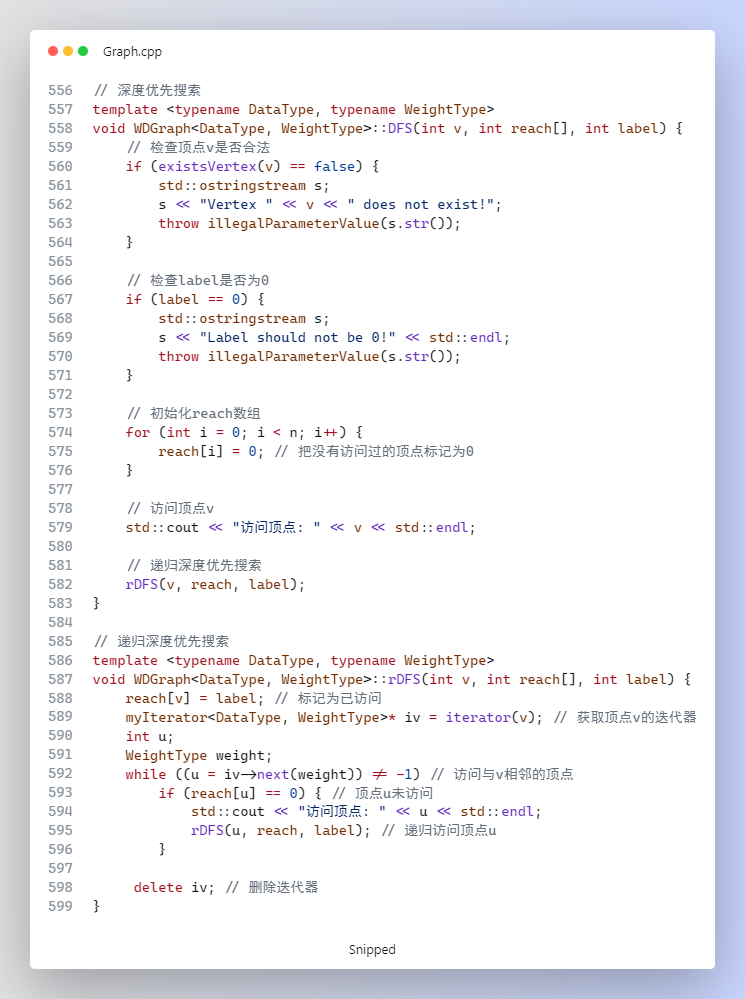 Graph.cpp
556 // 深度优先搜索
557 template <typename DataType, typename WeightType>
558 void WDGraph<DataType, WeightType>::DFS(int v, int reach[], int label) {
559     // 检查顶点v是否合法
560     if (existsVertex(v) == false) {
561         std::ostringstream s;
562         s << "Vertex " << v << " does not exist!";
563         throw illegalParameterValue(s.str());
564     }
565
566     // 检查label是否为0
567     if (label == 0) {
568         std::ostringstream s;
569         s << "Label should not be 0!" << std::endl;
570         throw illegalParameterValue(s.str());
571     }
572
573     // 初始化reach数组
574     for (int i = 0; i < n; i++) {
575         reach[i] = 0; // 把没有访问过的顶点标记为0
576     }
577
578     // 访问顶点v
579     std::cout << "访问顶点: " << v << std::endl;
580
581     // 递归深度优先搜索
582     rDFS(v, reach, label);
583 }
584
585 // 递归深度优先搜索
586 template <typename DataType, typename WeightType>
587 void WDGraph<DataType, WeightType>::rDFS(int v, int reach[], int label) {
588     reach[v] = label; // 标记为已访问
589     myIterator<DataType, WeightType>* iv = iterator(v); // 获取顶点v的迭代器
590     int u;
591     WeightType weight;
592     while ((u = iv->next(weight)) != -1) // 访问与v相邻的顶点
593         if (reach[u] == 0) { // 顶点u未访问
594             std::cout << "访问顶点: " << u << std::endl;
595             rDFS(u, reach, label); // 递归访问顶点u
596         }
597
598      delete iv; // 删除迭代器
599 }
Snipped